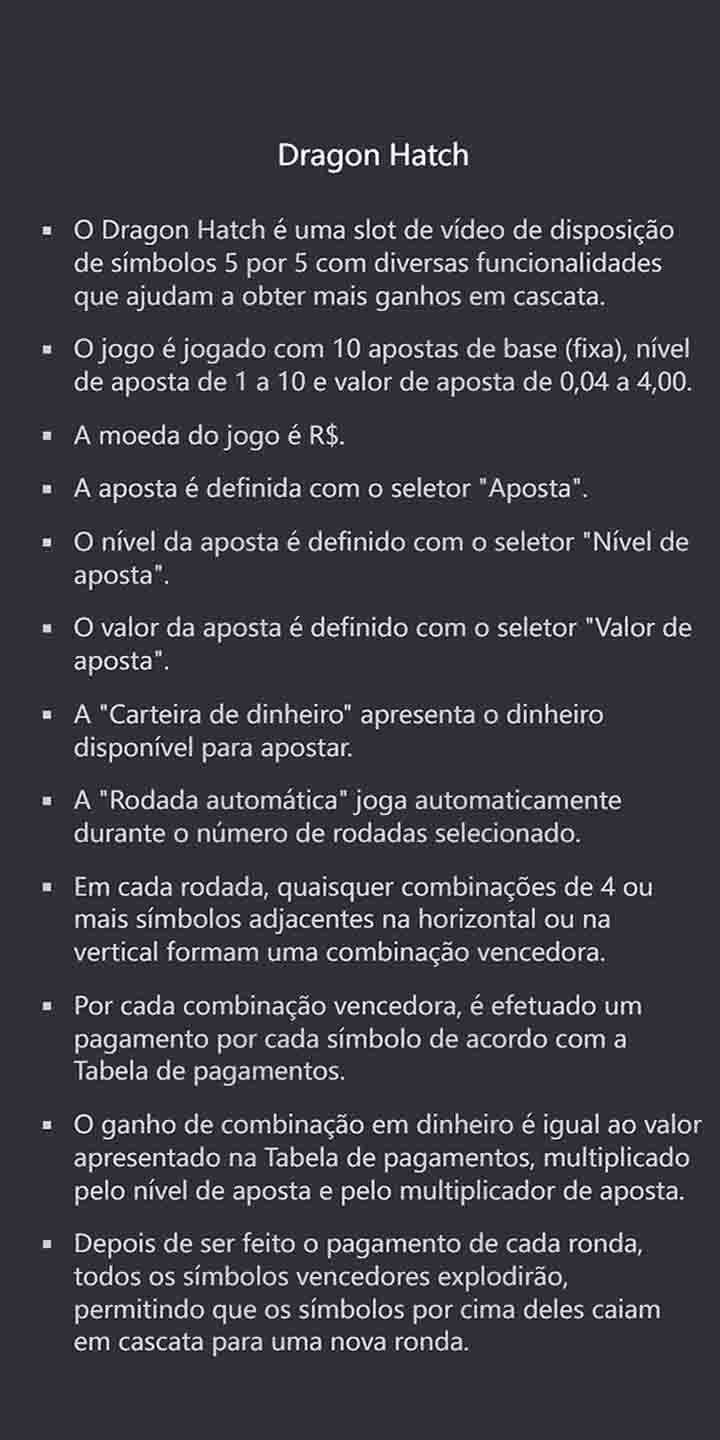 Dragon Hatch
▪ O Dragon Hatch é uma slot de vídeo de disposição
de símbolos 5 por 5 com diversas funcionalidades
que ajudam a obter mais ganhos em cascata.
▪ O jogo é jogado com 10 apostas de base (fixa), nível
de aposta de 1 a 10 e valor de aposta de 0,04 a 4,00.
▪ A moeda do jogo é R$.
▪ A aposta é definida com o seletor "Aposta".
▪ O nível da aposta é definido com o seletor "Nível de
aposta".
▪ O valor da aposta é definido com o seletor "Valor de
aposta".
▪ A "Carteira de dinheiro" apresenta o dinheiro
disponível para apostar.
▪ A "Rodada automática" joga automaticamente
durante o número de rodadas selecionado.
▪ Em cada rodada, quaisquer combinações de 4 ou
mais símbolos adjacentes na horizontal ou na
vertical formam uma combinação vencedora.
▪ Por cada combinação vencedora, é efetuado um
pagamento por cada símbolo de acordo com a
Tabela de pagamentos.
▪ O ganho de combinação em dinheiro é igual ao valor
apresentado na Tabela de pagamentos, multiplicado
pelo nível de aposta e pelo multiplicador de aposta.
▪ Depois de ser feito o pagamento de cada ronda,
todos os símbolos vencedores explodirão,
permitindo que os símbolos por cima deles caiam
em cascata para uma nova ronda.